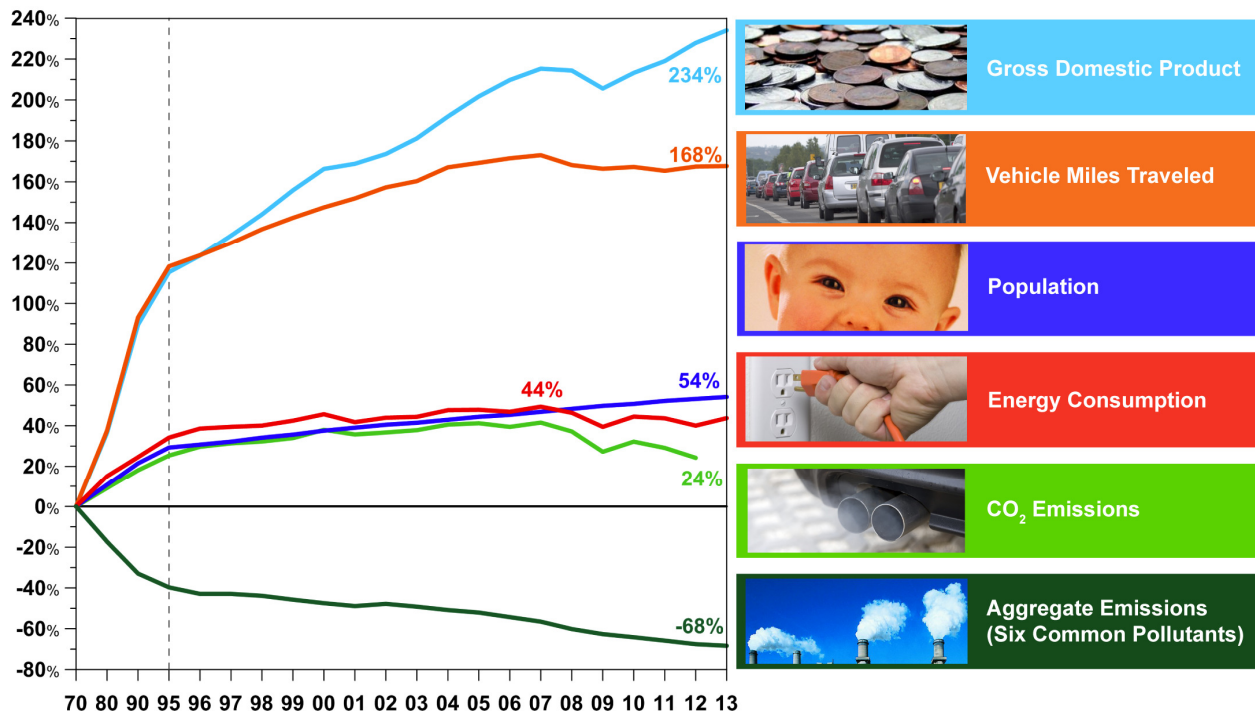 240%
220%
200%
180%
160%
140%
120%
100%
80%
60%
40%
20%
0%
-20%
-40%
-60%
-80%
70 80 90 95 96 97 98 99 00 01 02 03 04 05 06 07 08 09 10 11 12 13
234%
168%
44%
54%
24%
-68%
Gross Domestic Product
Vehicle Miles Traveled
Population
Energy Consumption
CO₂ Emissions
Aggregate Emissions
(Six Common Pollutants)